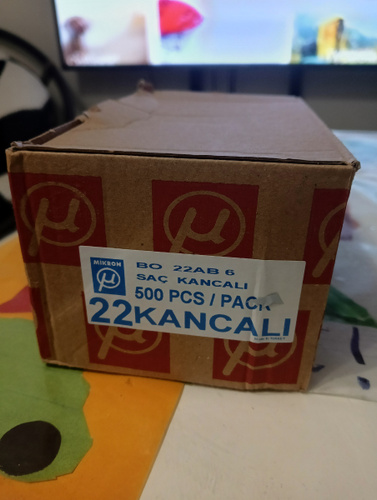 MIKRON
BO 22AB 6
SAÇ KANCALI
500 PCS / PACK
22KANCALI